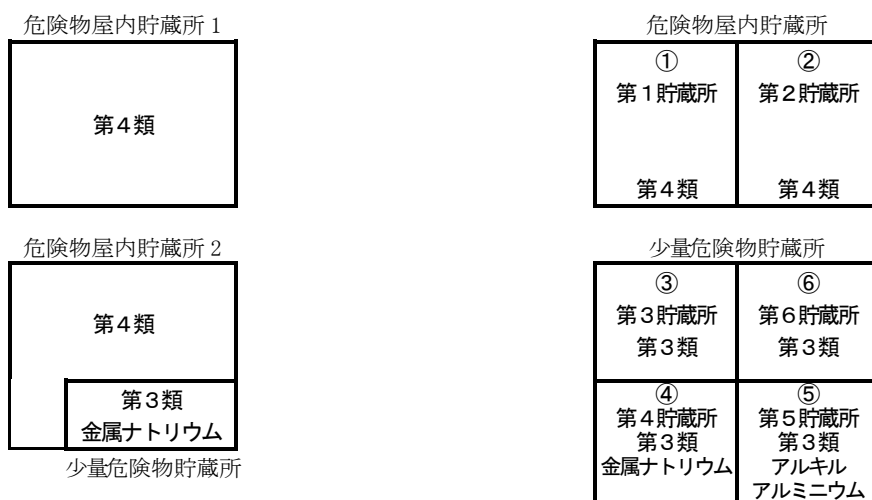 危険物屋内貯蔵所1
第4類
危険物屋内貯蔵所2
第4類
第3類
金属ナトリウム
少量危険物貯蔵所
危険物屋内貯蔵所
①
第1貯蔵所
第4類
②
第2貯蔵所
第4類
少量危険物貯蔵所
③
第3貯蔵所
第3類
⑥
第6貯蔵所
第3類
④
第4貯蔵所
第3類
金属ナトリウム
⑤
第5貯蔵所
第3類
アルキル
アルミニウム